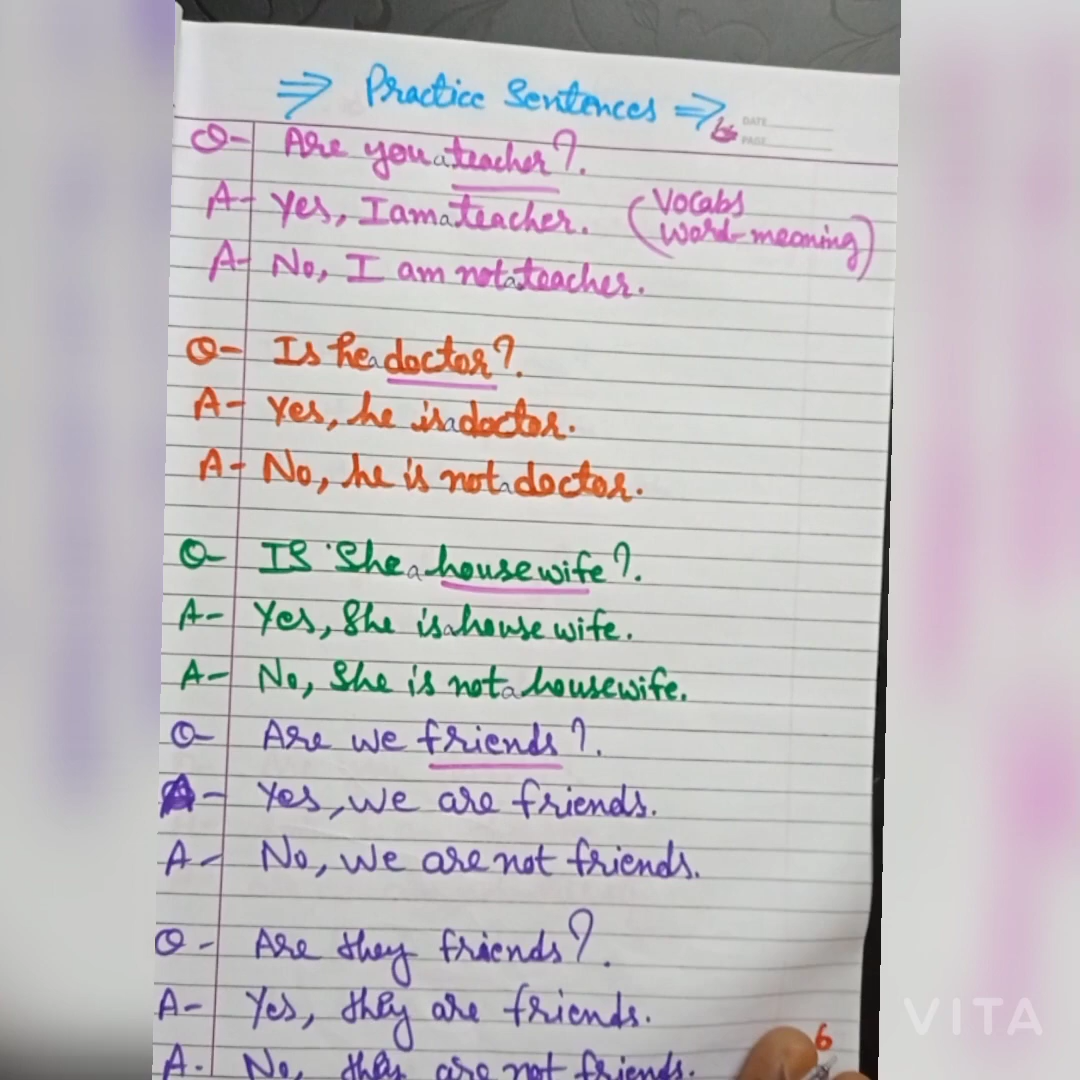 ⇒ Practice Sentences ⇒
DATE
PAGE
Q- Are you a teacher?.
A- Yes, I am a teacher. (Vocabs
word-meaning)
A- No, I am not a teacher.
Q- Is he a doctor?.
A- Yes, he is a doctor.
A- No, he is not a doctor.
Q- IS She a housewife?.
A- Yes, She is a house wife.
A- No, She is not a housewife.
Q- Are we friends?.
A- Yes, we are friends.
A- No, we are not friends.
Q- Are they friends?.
A- Yes, they are friends.
A- No, they are not friends.
6
VITA